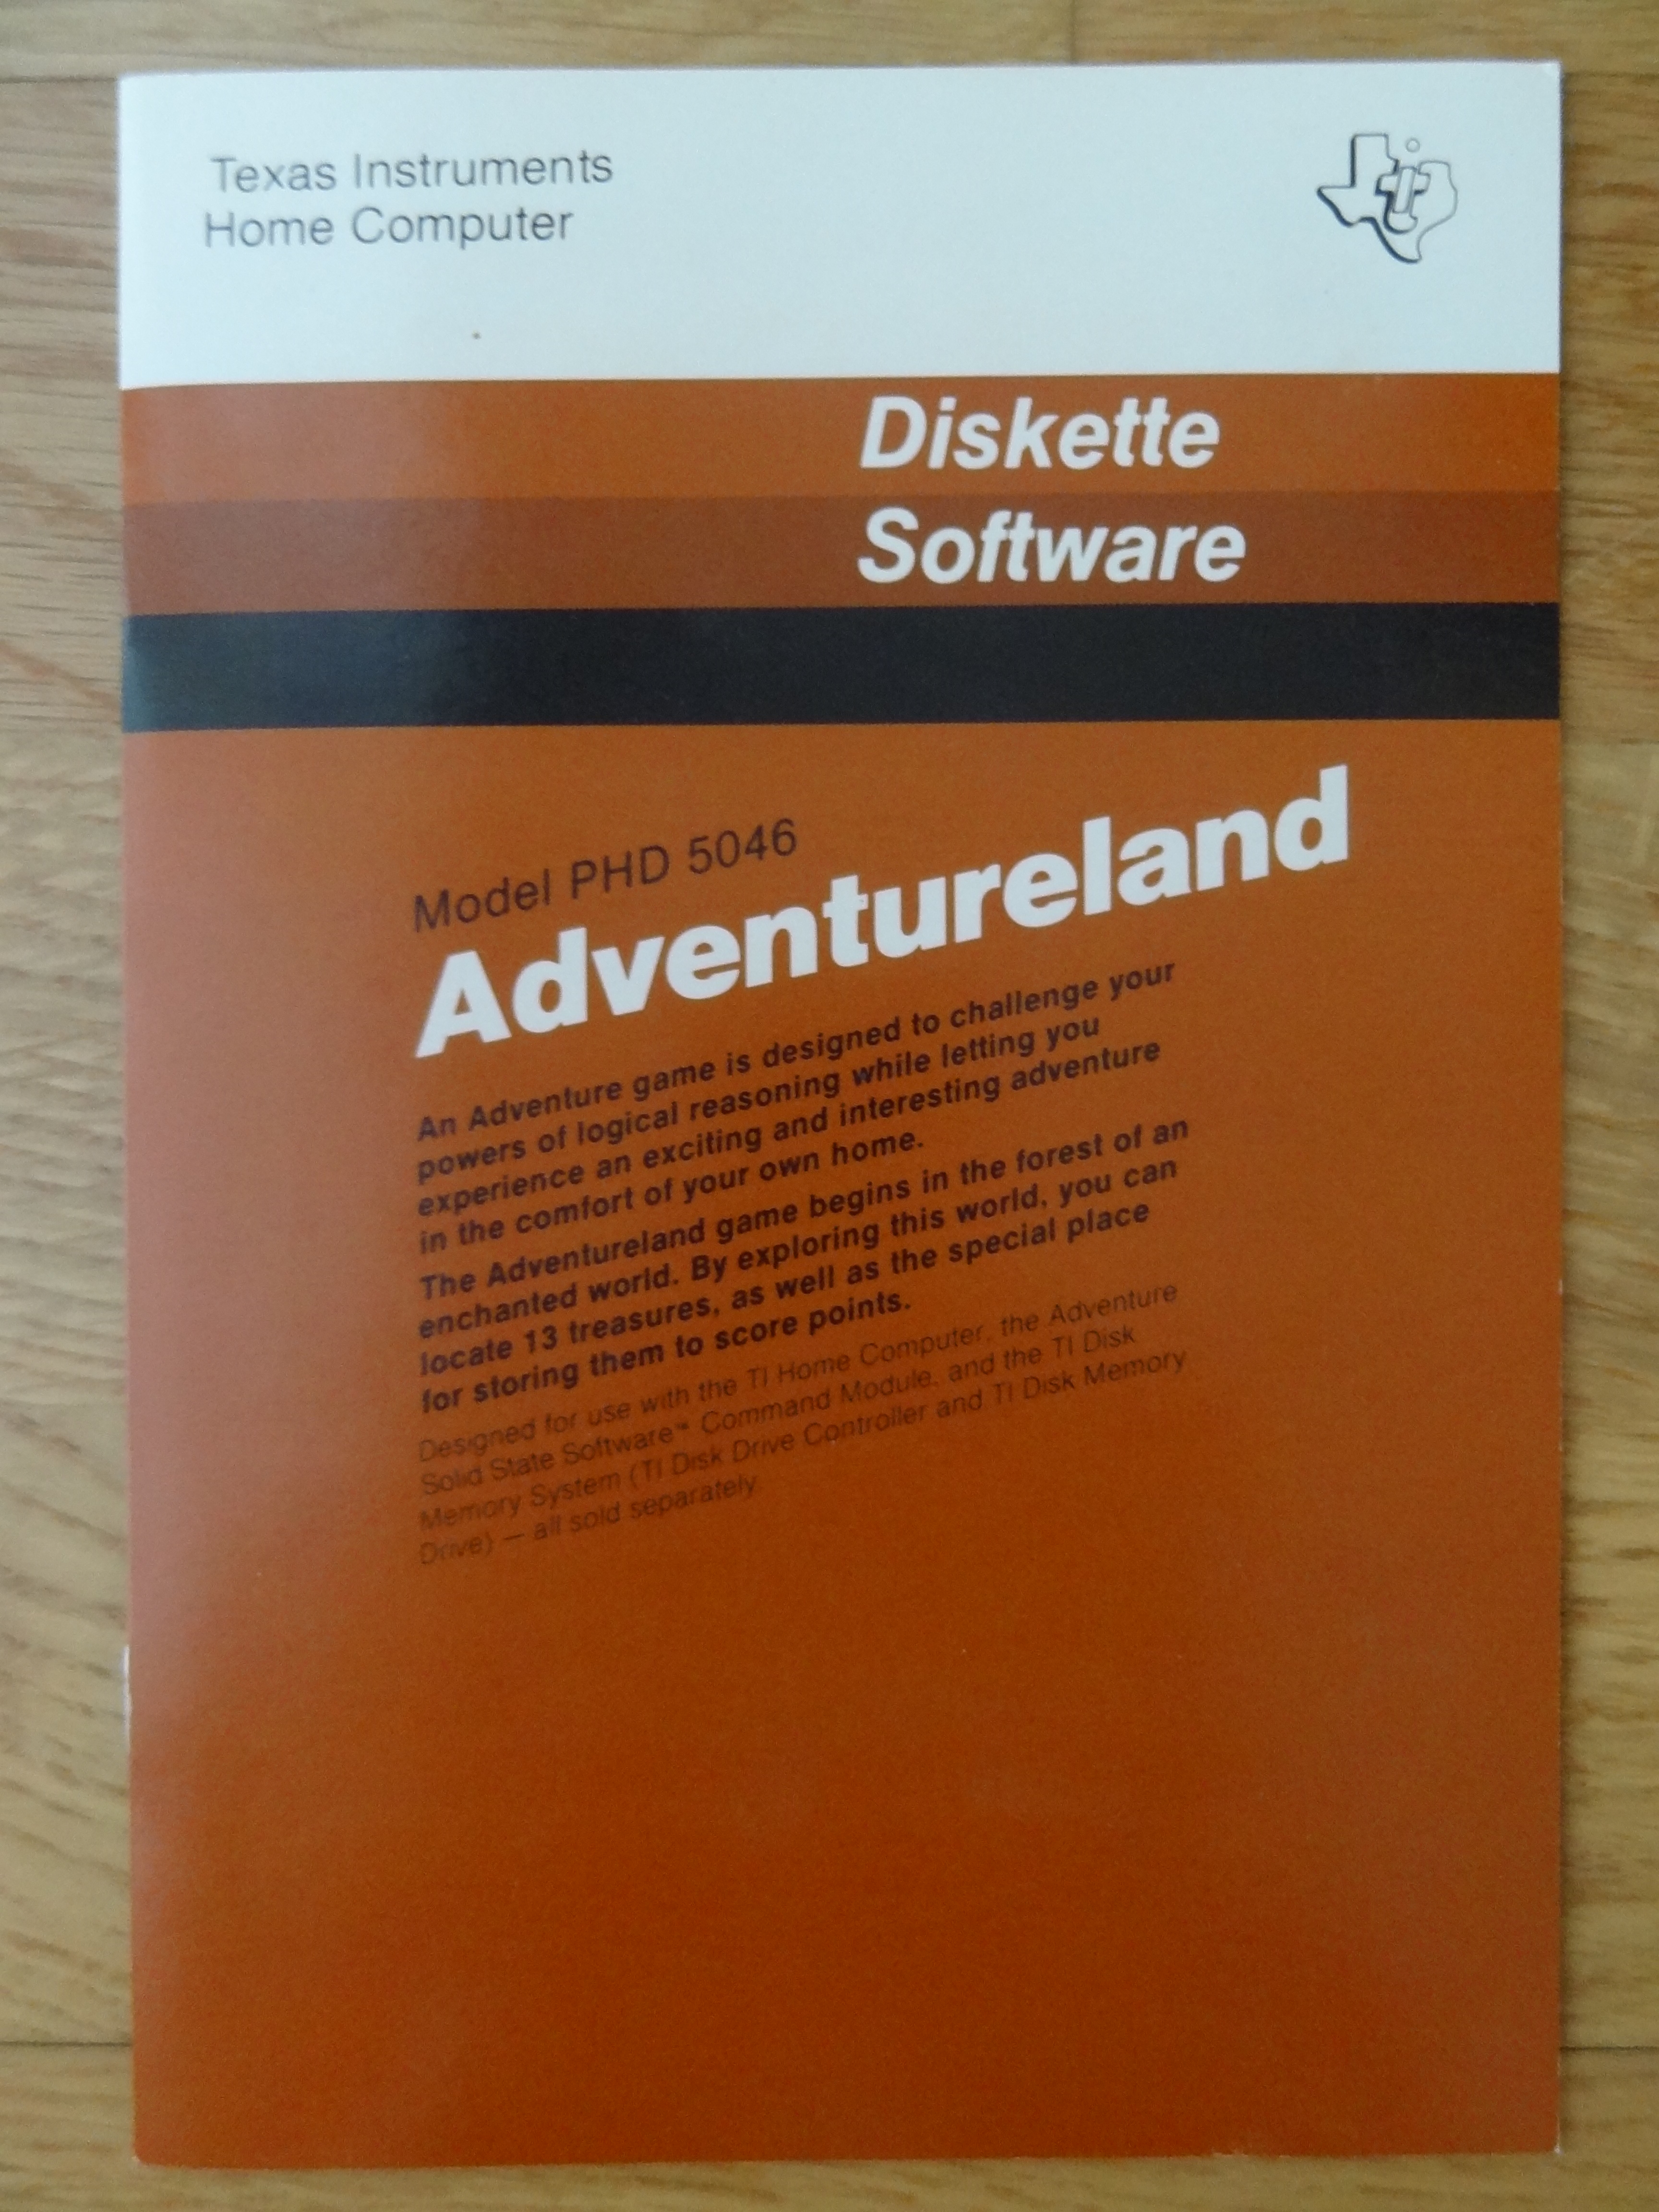 Texas Instruments
Home Computer
Diskette
Software
Model PHD 5046
Adventureland
An Adventure game is designed to challenge your
powers of logical reasoning while letting you
experience an exciting and interesting adventure
in the comfort of your own home.
The Adventureland game begins in the forest of an
enchanted world. By exploring this world, you can
locate 13 treasures, as well as the special place
for storing them to score points.
Designed for use with the TI Home Computer, the Adventure
Solid State Software™ Command Module, and the TI Disk
Memory System (TI Disk Drive Controller and TI Disk Memory
Drive) — all sold separately.